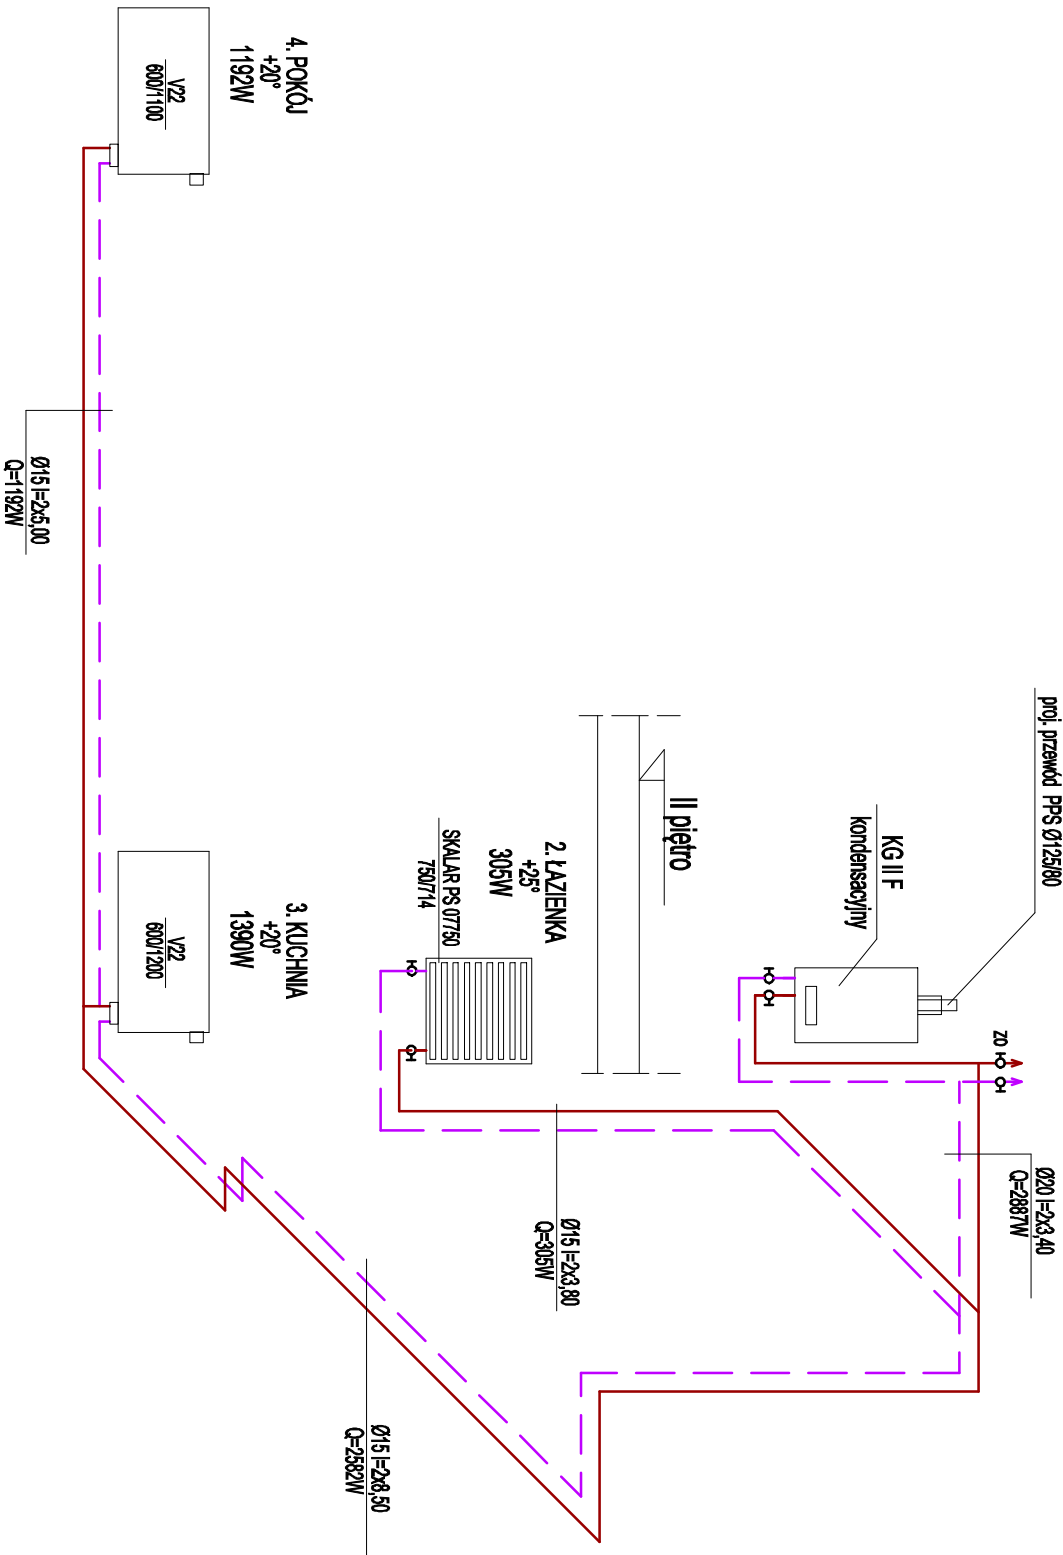 proj. przewód PPS Ø125/80
ZO
Ø20 l=2x3,40
Q=2887W
KG II F
kondensacyjny
II piętro
2. ŁAZIENKA
+25°
305W
SKALAR PS 07750
750/714
Ø15 l=2x3,80
Q=305W
Ø15 l=2x8,50
Q=2582W
4. POKÓJ
+20°
1192W
V22
600/1100
3. KUCHNIA
+20°
1390W
V22
600/1200
Ø15 l=2x5,00
Q=1192W